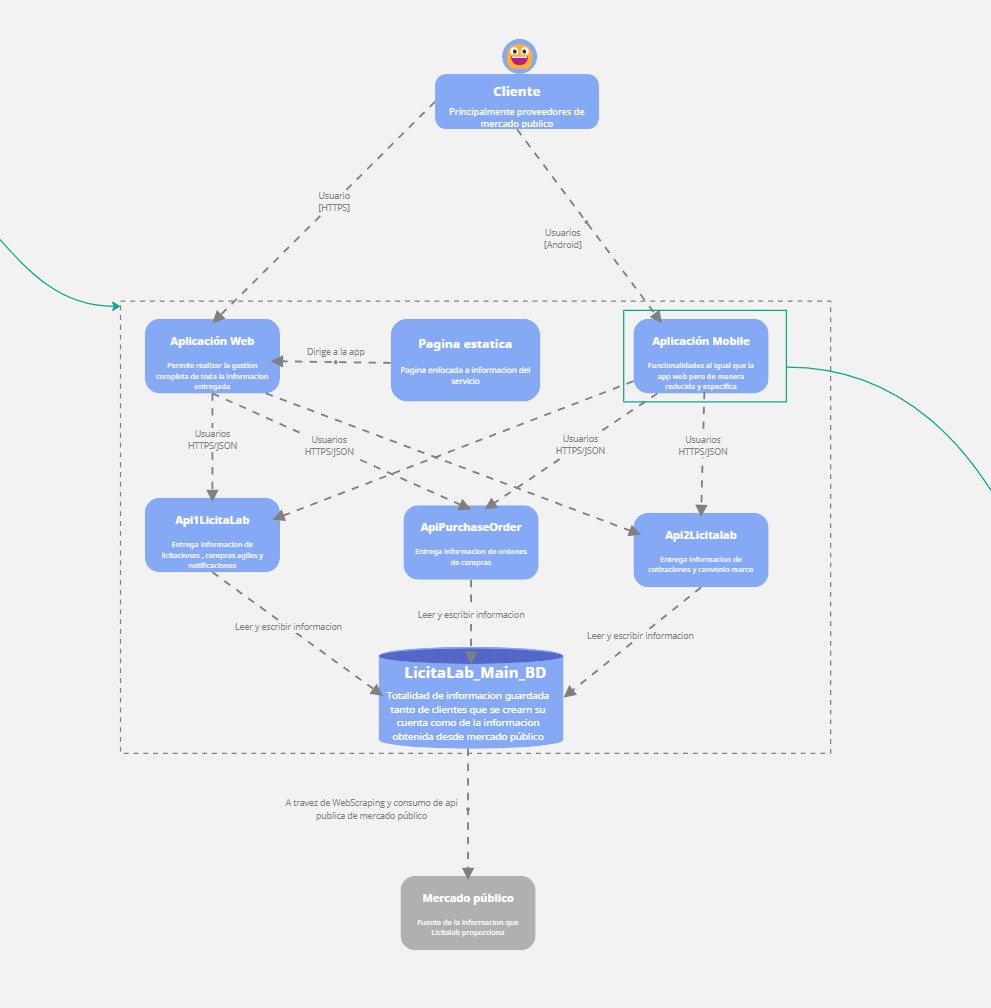 Cliente
Principalmente proveedores de
mercado publico
Usuario
[HTTPS]
Usuarios
[Android]
Aplicación Web
Permite realizar la gestion
completa de toda la informacion
entregada
Dirige a la app
Pagina estatica
Pagina enfocada a informacion del
servicio
Aplicación Mobile
Funcionalidades al igual que la
app web pero de manera
reducida y especifica
Usuarios
HTTPS/JSON
Usuarios
HTTPS/JSON
Usuarios
HTTPS/JSON
Usuarios
HTTPS/JSON
Api1LicitaLab
Entrega informacion de
licitaciones , compras agiles y
notificaciones
ApiPurchaseOrder
Entrega informacion de ordenes
de compras
Api2Licitalab
Entrega informacion de
cotizaciones y convenio marco
Leer y escribir informacion
Leer y escribir informacion
Leer y escribir informacion
LicitaLab_Main_BD
Totalidad de informacion guardada
tanto de clientes que se crearn su
cuenta como de la informacion
obtenida desde mercado público
A travez de WebScraping y consumo de api
publica de mercado público
Mercado público
Fuente de la informacion que
Licitalab proporciona